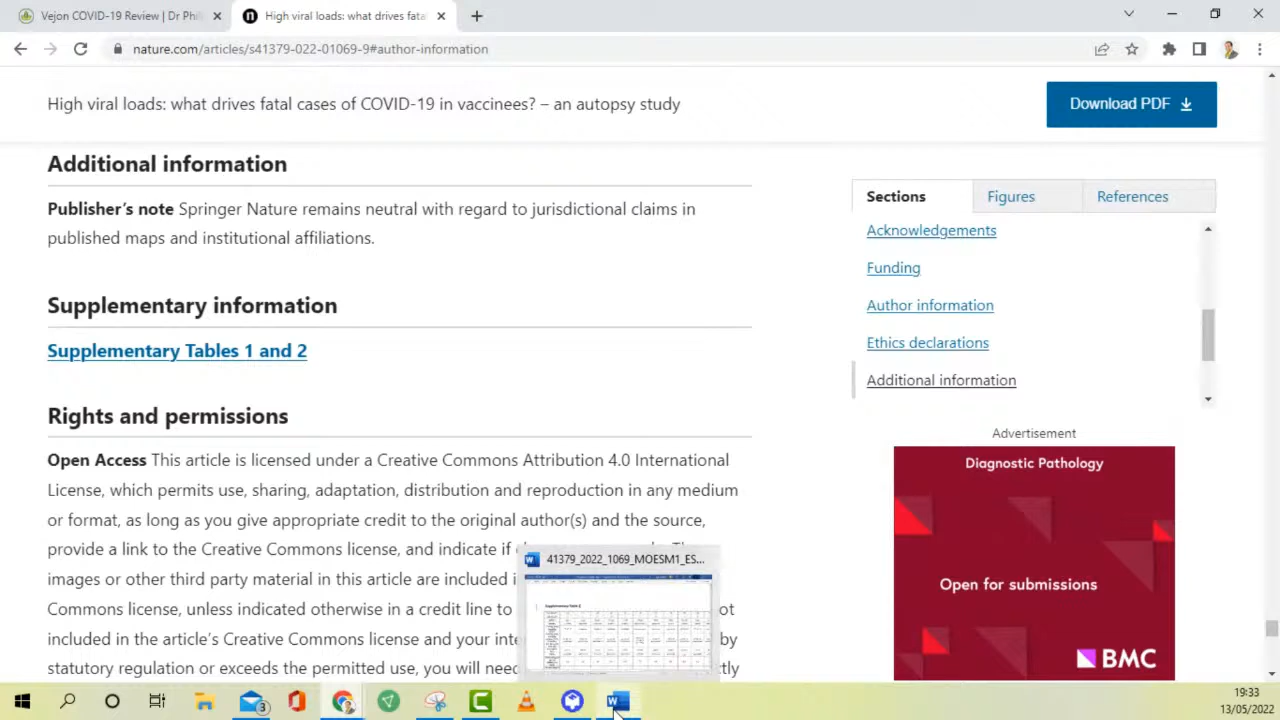 Vejon COVID-19 Review | Dr Phili
High viral loads: what drives fata
nature.com/articles/s41379-022-01069-9#author-information
High viral loads: what drives fatal cases of COVID-19 in vaccinees? – an autopsy study
Download PDF
Additional information
Publisher’s note Springer Nature remains neutral with regard to jurisdictional claims in
published maps and institutional affiliations.
Supplementary information
Supplementary Tables 1 and 2
Rights and permissions
Open Access This article is licensed under a Creative Commons Attribution 4.0 International
License, which permits use, sharing, adaptation, distribution and reproduction in any medium
or format, as long as you give appropriate credit to the original author(s) and the source,
provide a link to the Creative Commons license, and indicate if
images or other third party material in this article are included i
Commons license, unless indicated otherwise in a credit line to
ot
included in the article’s Creative Commons license and your inte
by
statutory regulation or exceeds the permitted use, you will need
ctly
Sections
Figures
References
Acknowledgements
Funding
Author information
Ethics declarations
Additional information
Advertisement
Diagnostic Pathology
Open for submissions
BMC
41379_2022_1069_MOESM1_ES...
Supplementary Table
3
19:33
13/05/2022